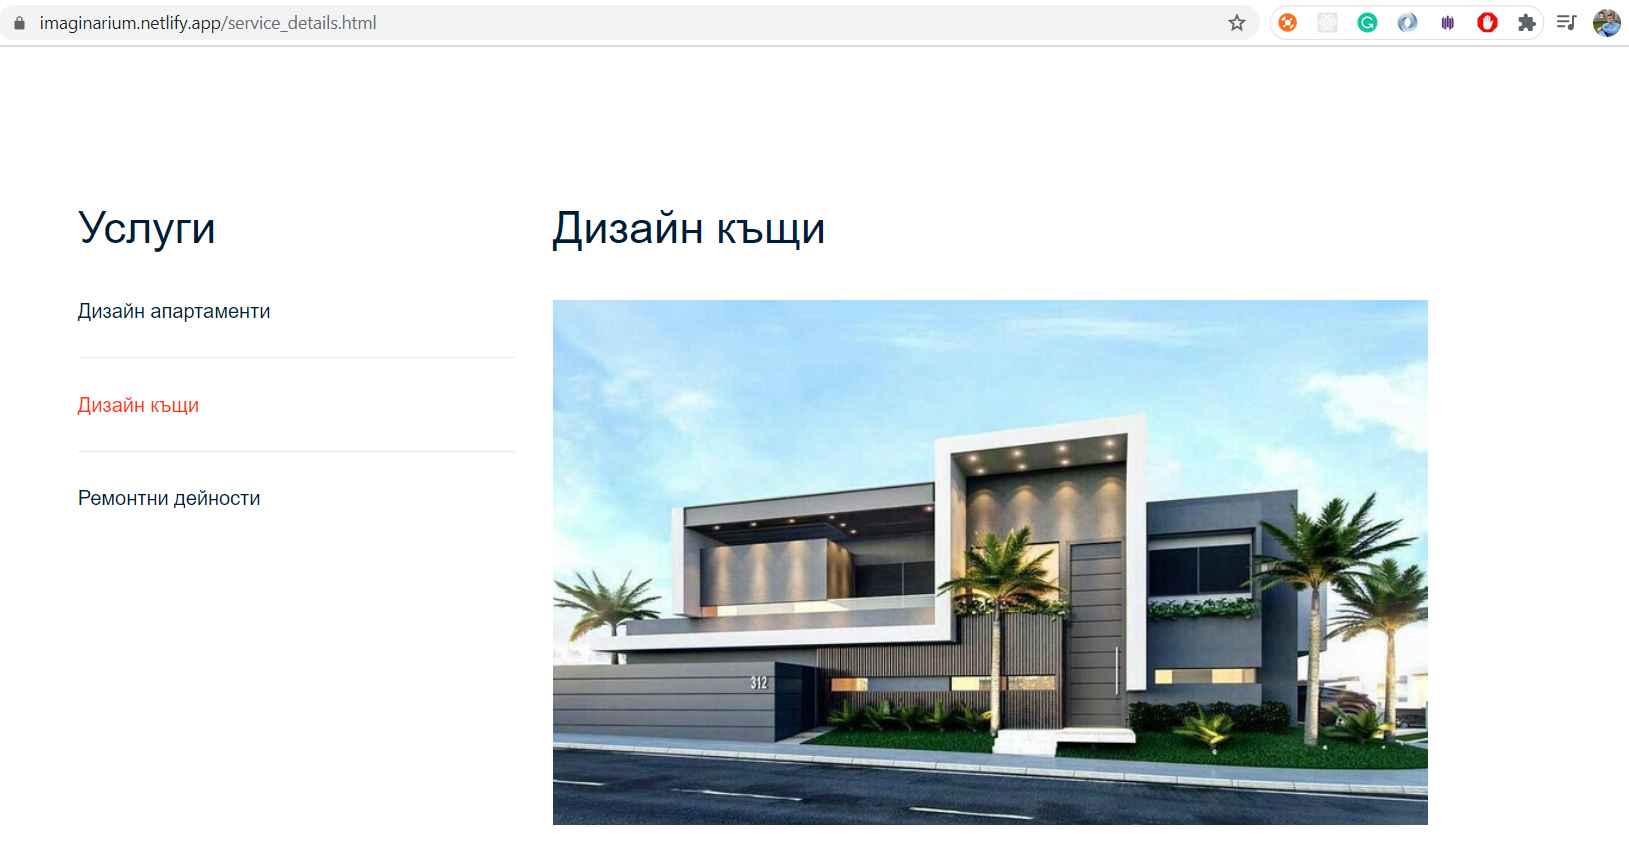 imaginarium.netlify.app/service_details.html
Услуги
Дизайн апартаменти
Дизайн къщи
Ремонтни дейности
Дизайн къщи
312